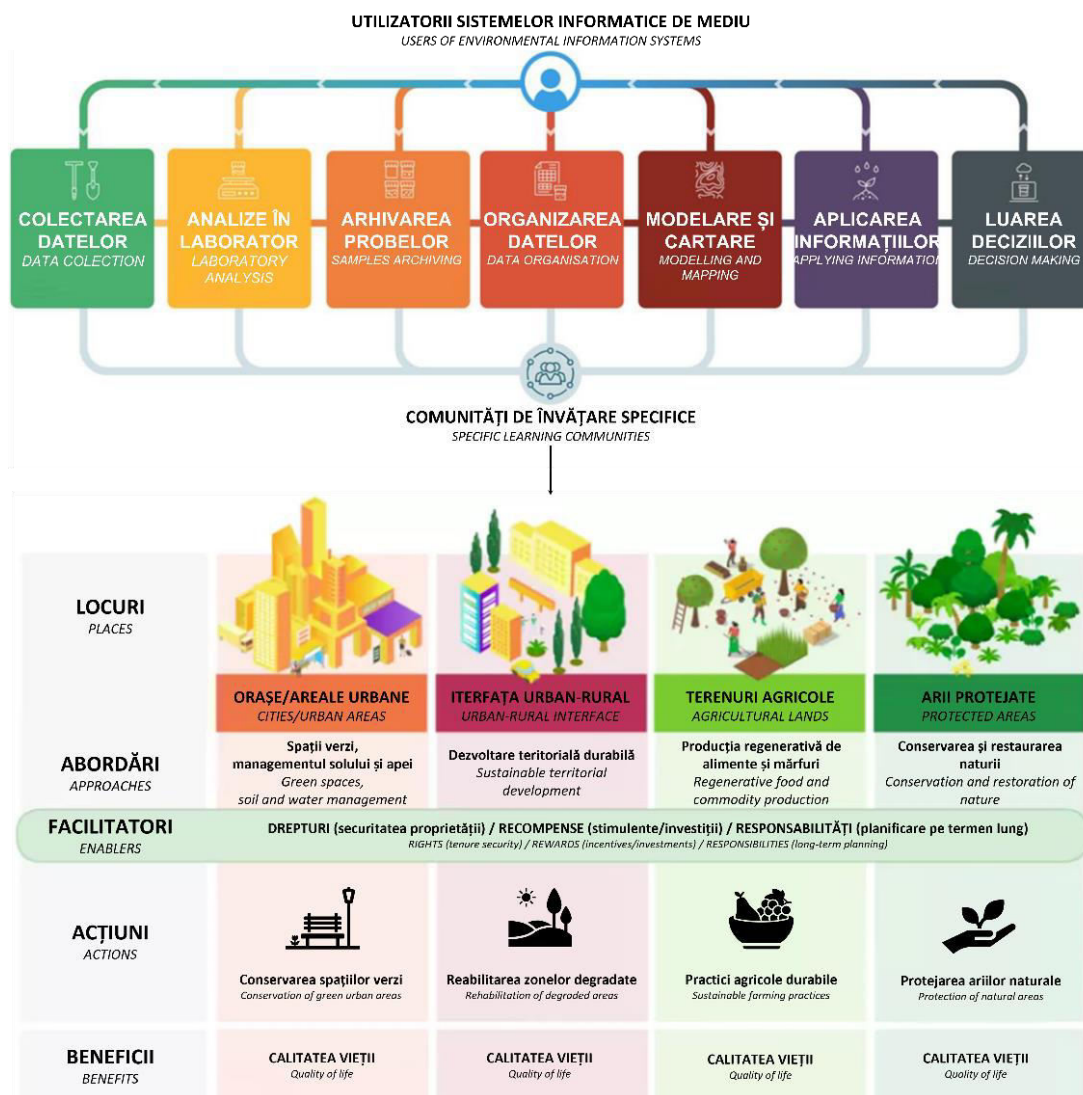 UTILIZATORII SISTEMELOR INFORMATICE DE MEDIU
USERS OF ENVIRONMENTAL INFORMATION SYSTEMS
COLECTAREA
DATELOR
DATA COLECTION
ANALIZE ÎN
LABORATOR
LABORATORY
ANALYSIS
ARHIVAREA
PROBELOR
SAMPLES ARCHIVING
ORGANIZAREA
DATELOR
DATA ORGANISATION
MODELARE ȘI
CARTARE
MODELLING AND
MAPPING
APLICAREA
INFORMAȚIILOR
APPLYING INFORMATION
LUAREA
DECIZIILOR
DECISION MAKING
COMUNITĂȚI DE ÎNVĂȚARE SPECIFICE
SPECIFIC LEARNING COMMUNITIES
LOCURI
PLACES
ORAȘE/AREALE URBANE
CITIES/URBAN AREAS
ITERFAȚA URBAN-RURAL
URBAN-RURAL INTERFACE
TERENURI AGRICOLE
AGRICULTURAL LANDS
ARII PROTEJATE
PROTECTED AREAS
ABORDĂRI
APPROACHES
Spații verzi,
managementul solului și apei
Green spaces,
soil and water management
Dezvoltare teritorială durabilă
Sustainable territorial
development
Producția regenerativă de
alimente și mărfuri
Regenerative food and
commodity production
Conservarea și restaurarea
naturii
Conservation and restoration of
nature
FACILITATORI
ENABLERS
DREPTURI (securitatea proprietății) / RECOMPENSE (stimulente/investiții) / RESPONSABILITĂȚI (planificare pe termen lung)
RIGHTS (tenure security) / REWARDS (incentives/investments) / RESPONSIBILITIES (long-term planning)
ACȚIUNI
ACTIONS
Conservarea spațiilor verzi
Conservation of green urban areas
Reabilitarea zonelor degradate
Rehabilitation of degraded areas
Practici agricole durabile
Sustainable farming practices
Protejarea ariilor naturale
Protection of natural areas
BENEFICII
BENEFITS
CALITATEA VIEȚII
Quality of life
CALITATEA VIEȚII
Quality of life
CALITATEA VIEȚII
Quality of life
CALITATEA VIEȚII
Quality of life